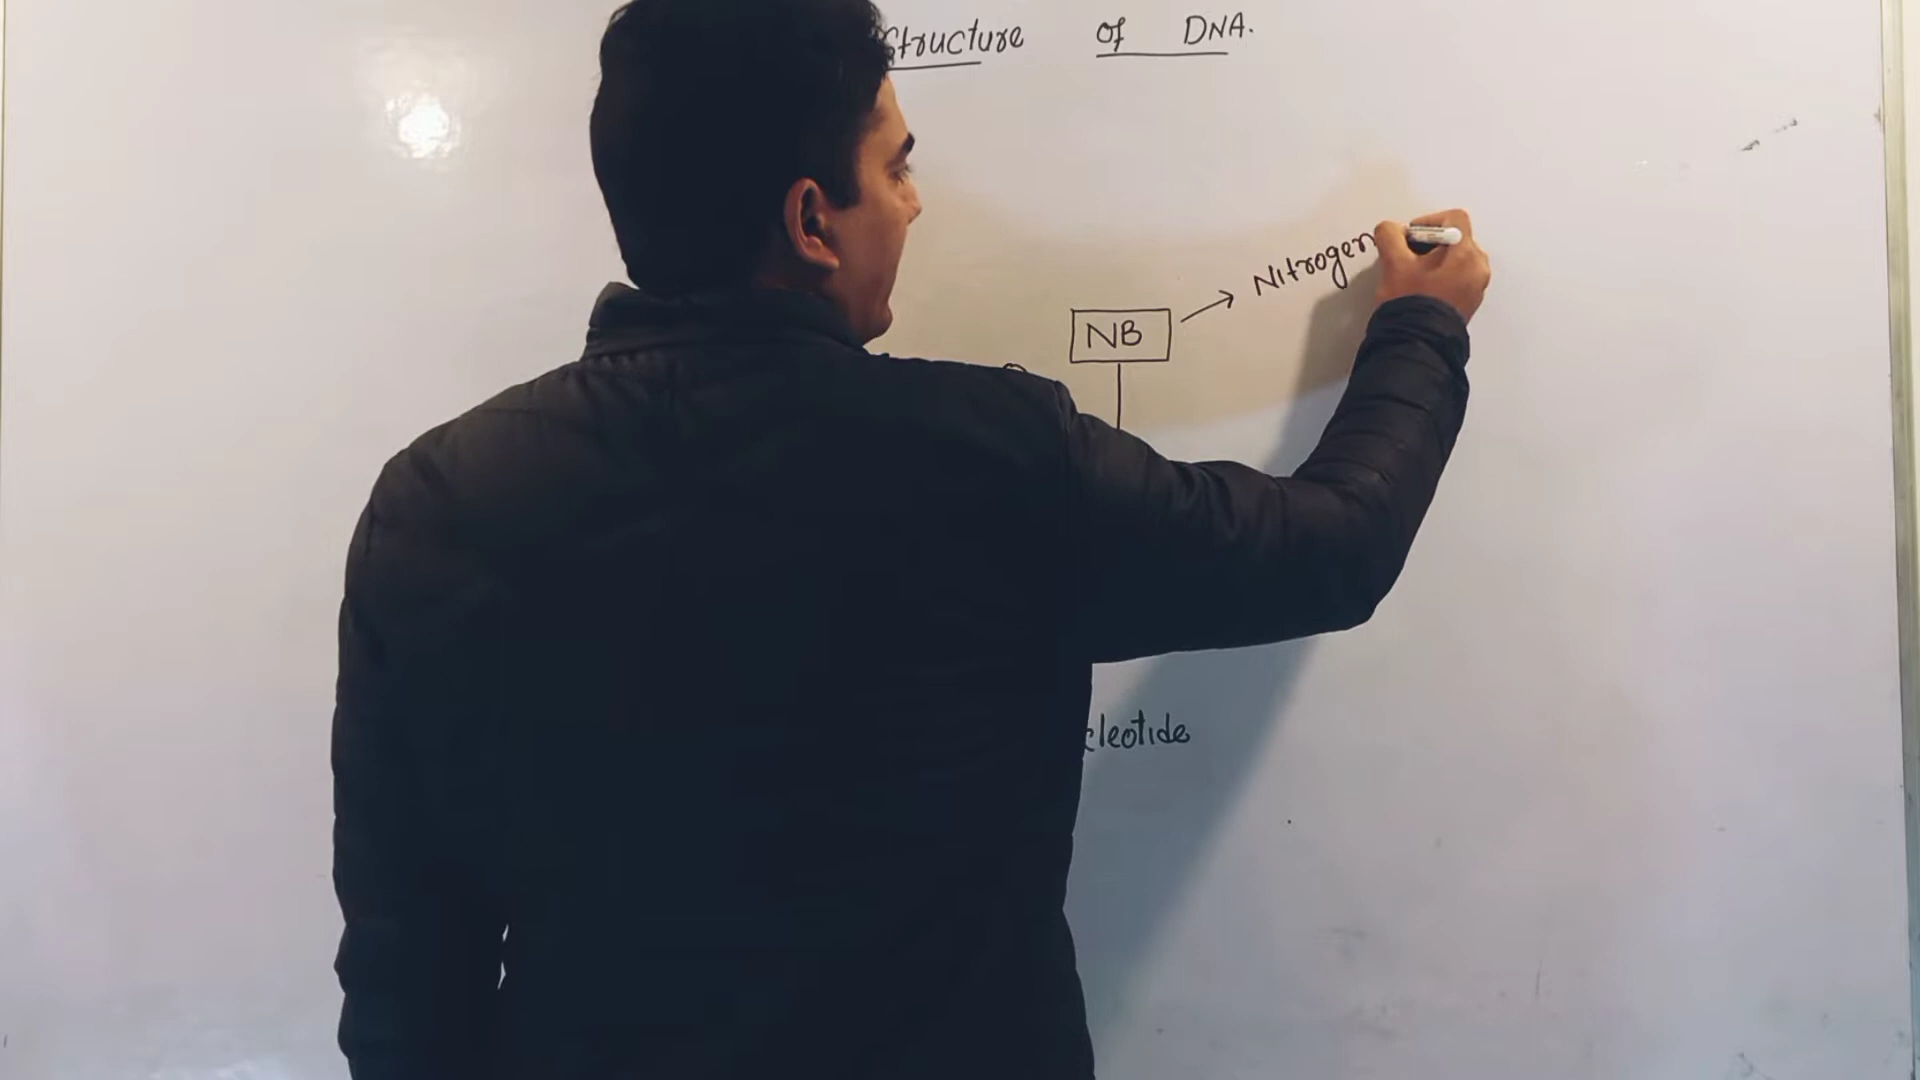 Structure of DNA.
Nitrogen
NB
cleotide